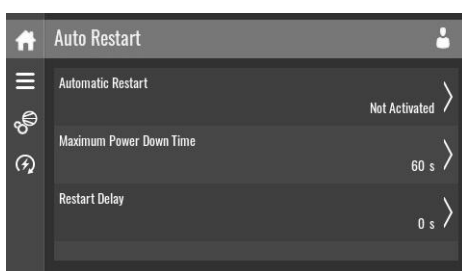 Auto Restart
Automatic Restart
Not Activated
Maximum Power Down Time
60 s
Restart Delay
0 s